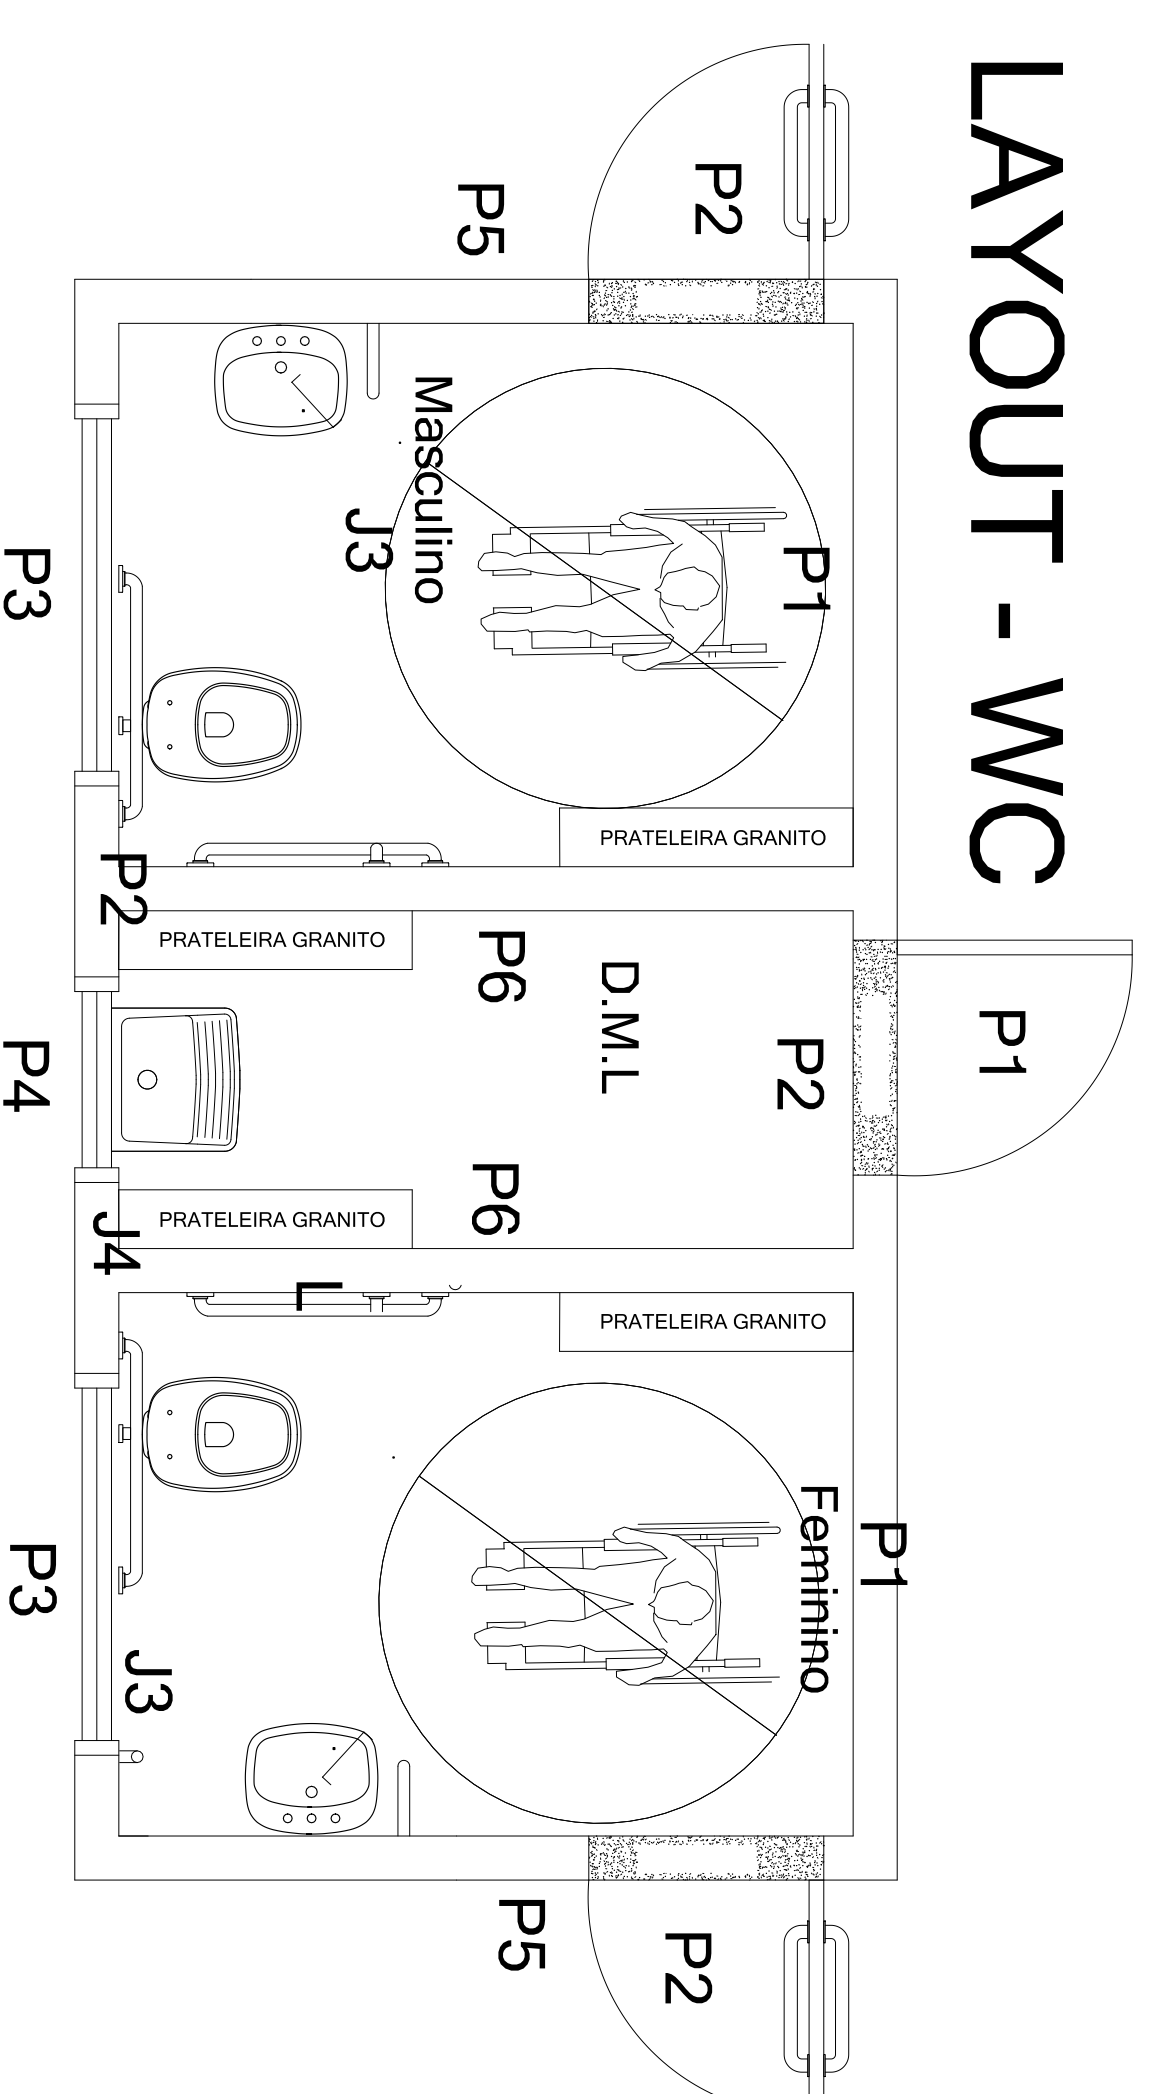 LAYOUT - WC
P1
P1
P1
P2
P2
P2
P5
P5
Masculino
Feminino
D.M.L
P6
P6
J3
PRATELEIRA GRANITO
PRATELEIRA GRANITO
PRATELEIRA GRANITO
PRATELEIRA GRANITO
L
J3
P2
J4
P3
P4
P3